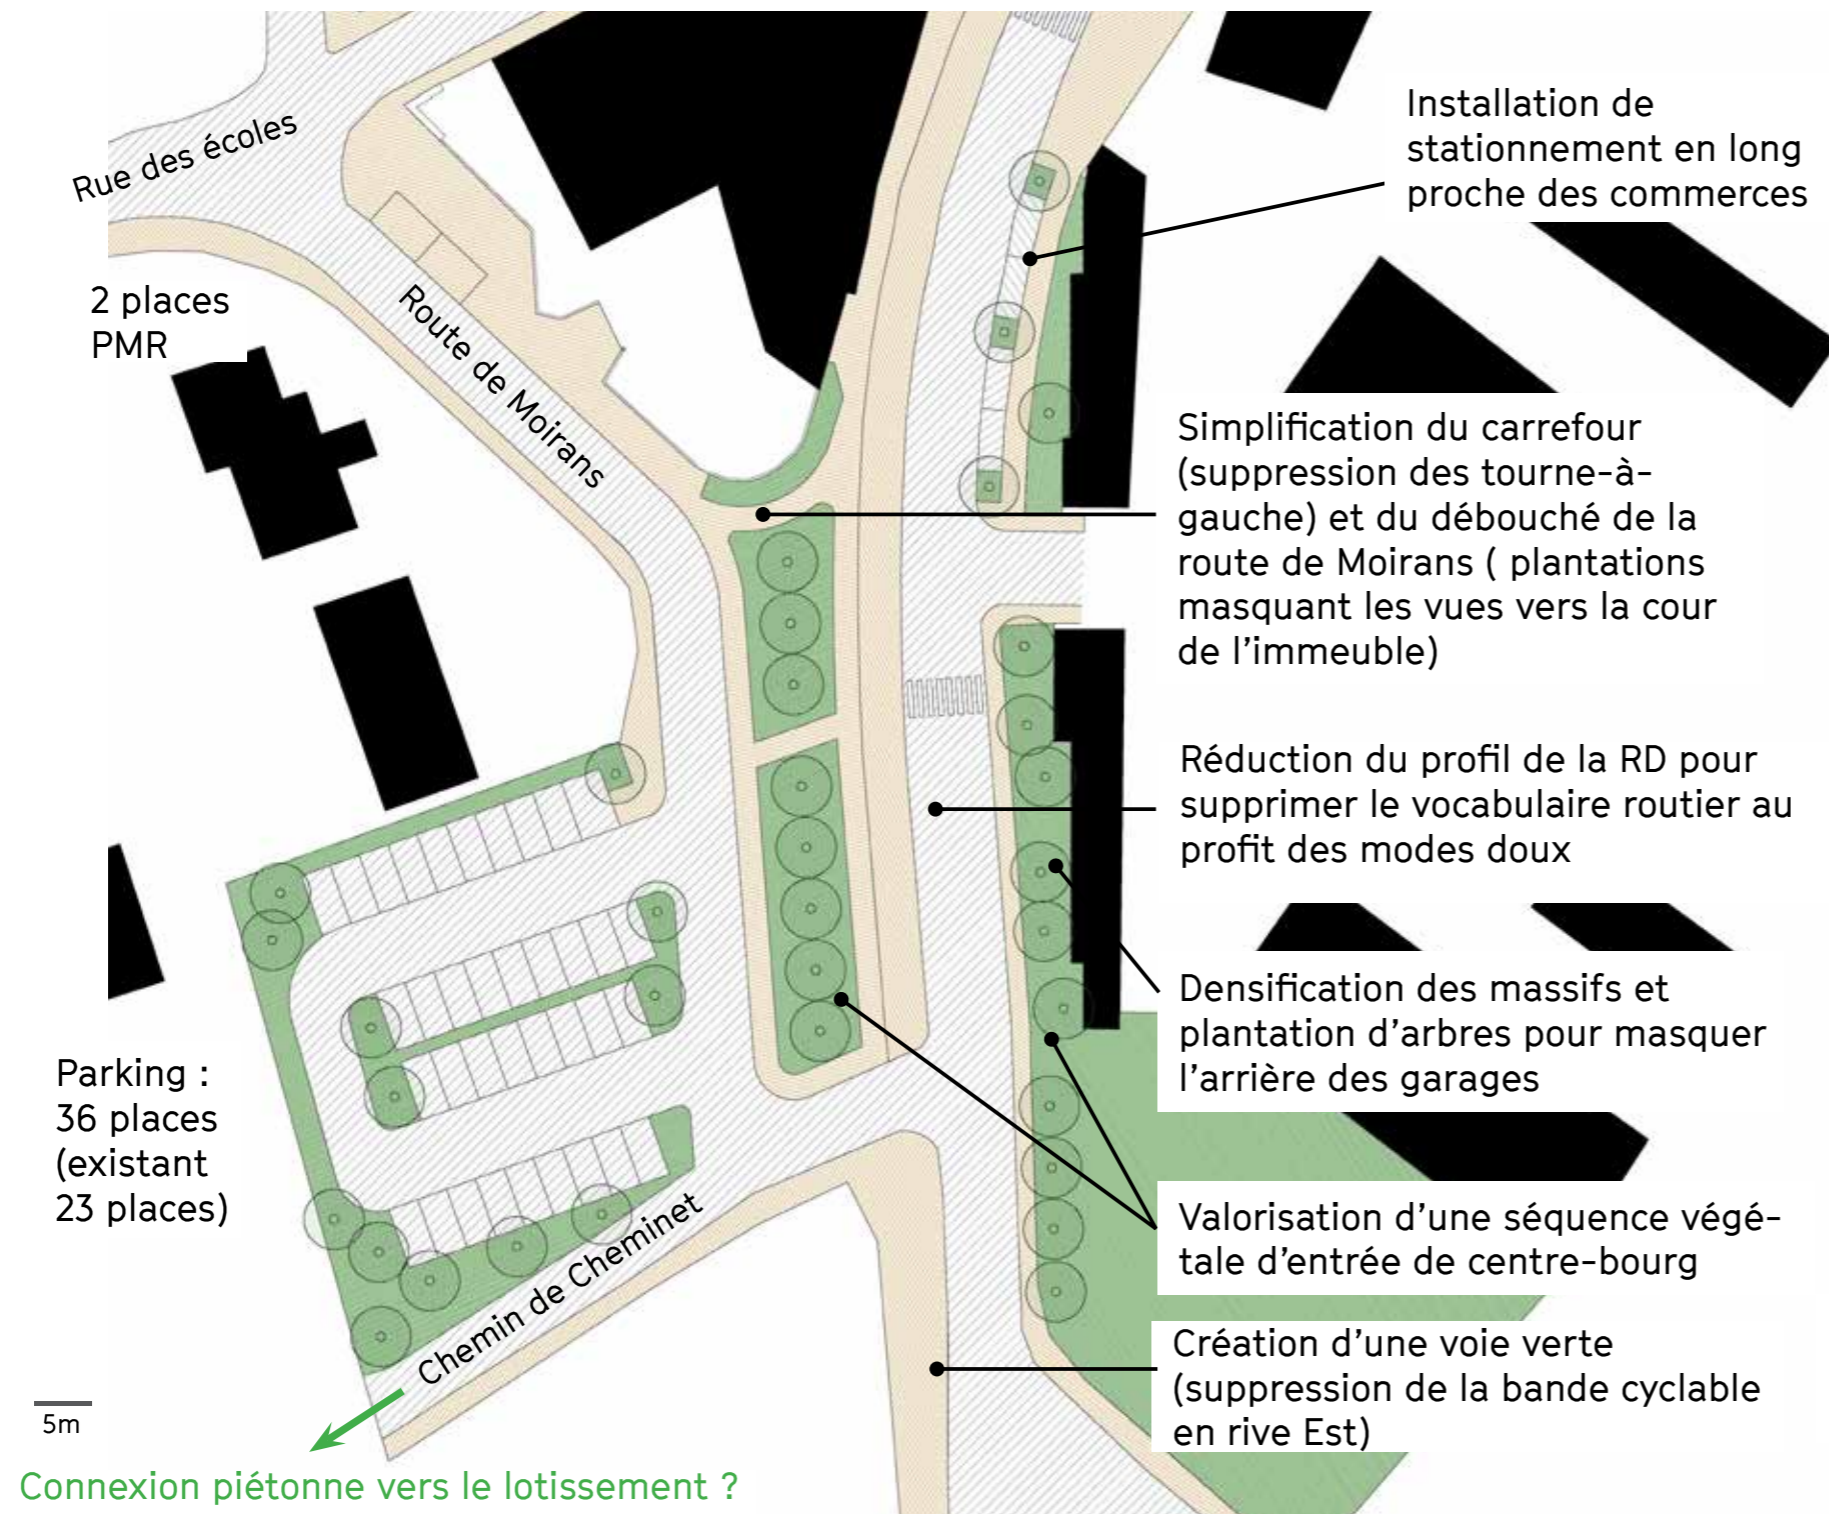 Rue des écoles
2 places
PMR
Route de Moirans
Installation de
stationnement en long
proche des commerces
Simplification du carrefour
(suppression des tourne-à-
gauche) et du débouché de la
route de Moirans ( plantations
masquant les vues vers la cour
de l’immeuble)
Réduction du profil de la RD pour
supprimer le vocabulaire routier au
profit des modes doux
Densification des massifs et
plantation d’arbres pour masquer
l’arrière des garages
Parking :
36 places
(existant
23 places)
Valorisation d’une séquence végé-
tale d’entrée de centre-bourg
Chemin de Cheminet
Création d’une voie verte
(suppression de la bande cyclable
en rive Est)
5m
Connexion piétonne vers le lotissement ?